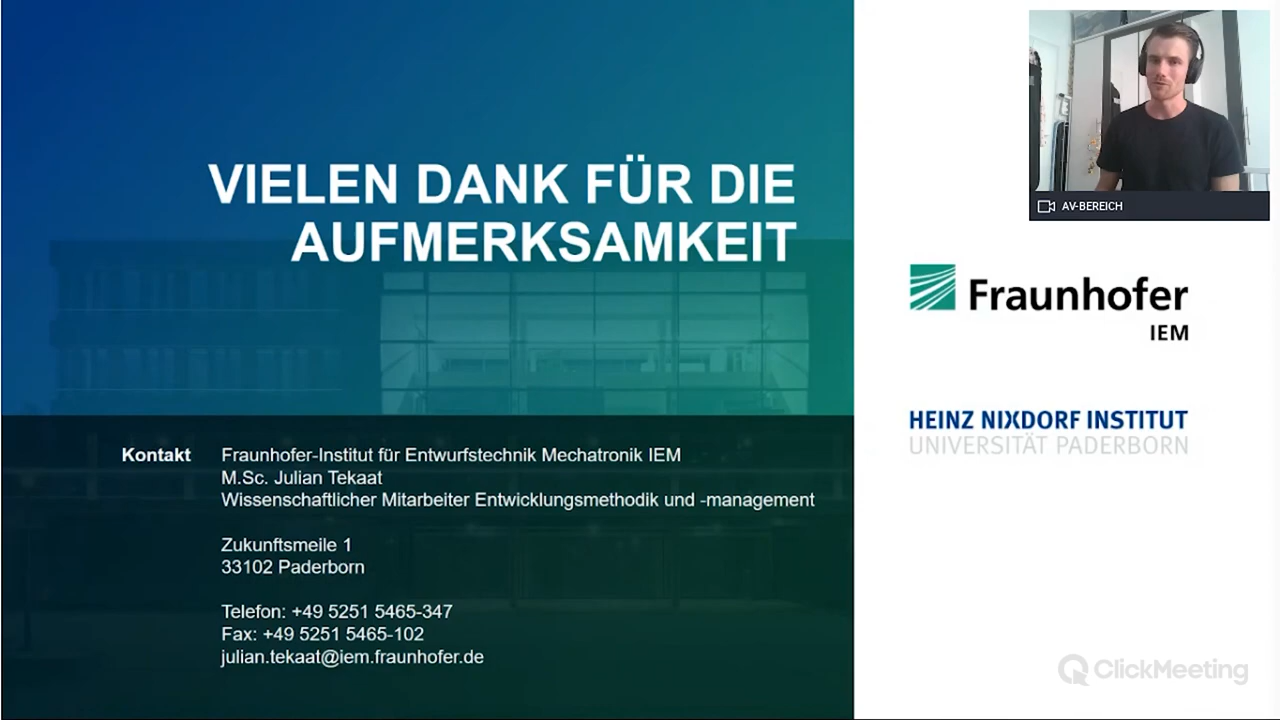 VIELEN DANK FÜR DIE
AUFMERKSAMKEIT
Kontakt Fraunhofer-Institut für Entwurfstechnik Mechatronik IEM
M.Sc. Julian Tekaat
Wissenschaftlicher Mitarbeiter Entwicklungsmethodik und -management
Zukunftsmeile 1
33102 Paderborn
Telefon: +49 5251 5465-347
Fax: +49 5251 5465-102
julian.tekaat@iem.fraunhofer.de
AV-BEREICH
Fraunhofer
IEM
HEINZ NIXDORF INSTITUT
UNIVERSITÄT PADERBORN
ClickMeeting